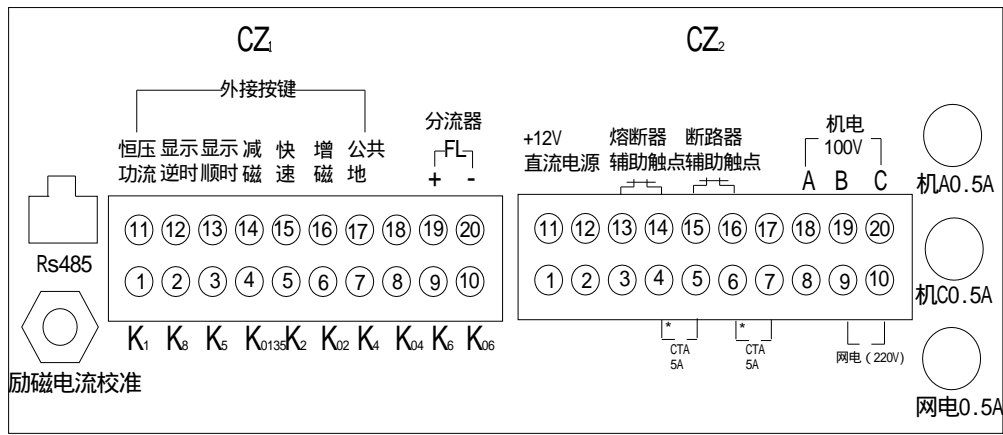 CZ1 CZ2
外接按键
分流器
FL
+ -
恒压 显示 显示 减 快 增 公共
功流 逆时 顺时 磁 速 磁 地
+12V 熔断器 断路器
直流电源 辅助触点 辅助触点
机电
100V
A B C
机A0.5A
11 12 13 14 15 16 17 18 19 20
11 12 13 14 15 16 17 18 19 20
Rs485
1 2 3 4 5 6 7 8 9 10
1 2 3 4 5 6 7 8 9 10
机C0.5A
K1 K8 K5 K0135 K2 K02 K4 K04 K6 K06
* *
CTA CTA
5A 5A
网电(220V)
励磁电流校准
网电0.5A